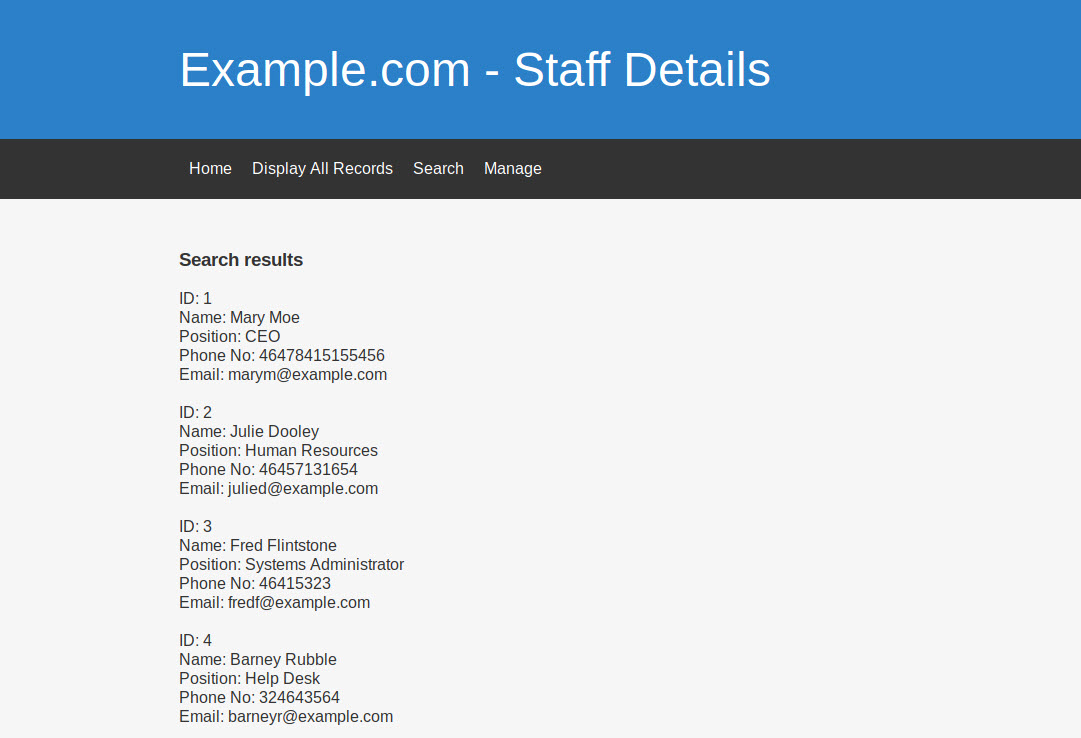 Example.com - Staff Details
Home Display All Records Search Manage
Search results
ID: 1
Name: Mary Moe
Position: CEO
Phone No: 46478415155456
Email: marym@example.com
ID: 2
Name: Julie Dooley
Position: Human Resources
Phone No: 46457131654
Email: julied@example.com
ID: 3
Name: Fred Flintstone
Position: Systems Administrator
Phone No: 46415323
Email: fredf@example.com
ID: 4
Name: Barney Rubble
Position: Help Desk
Phone No: 324643564
Email: barneyr@example.com